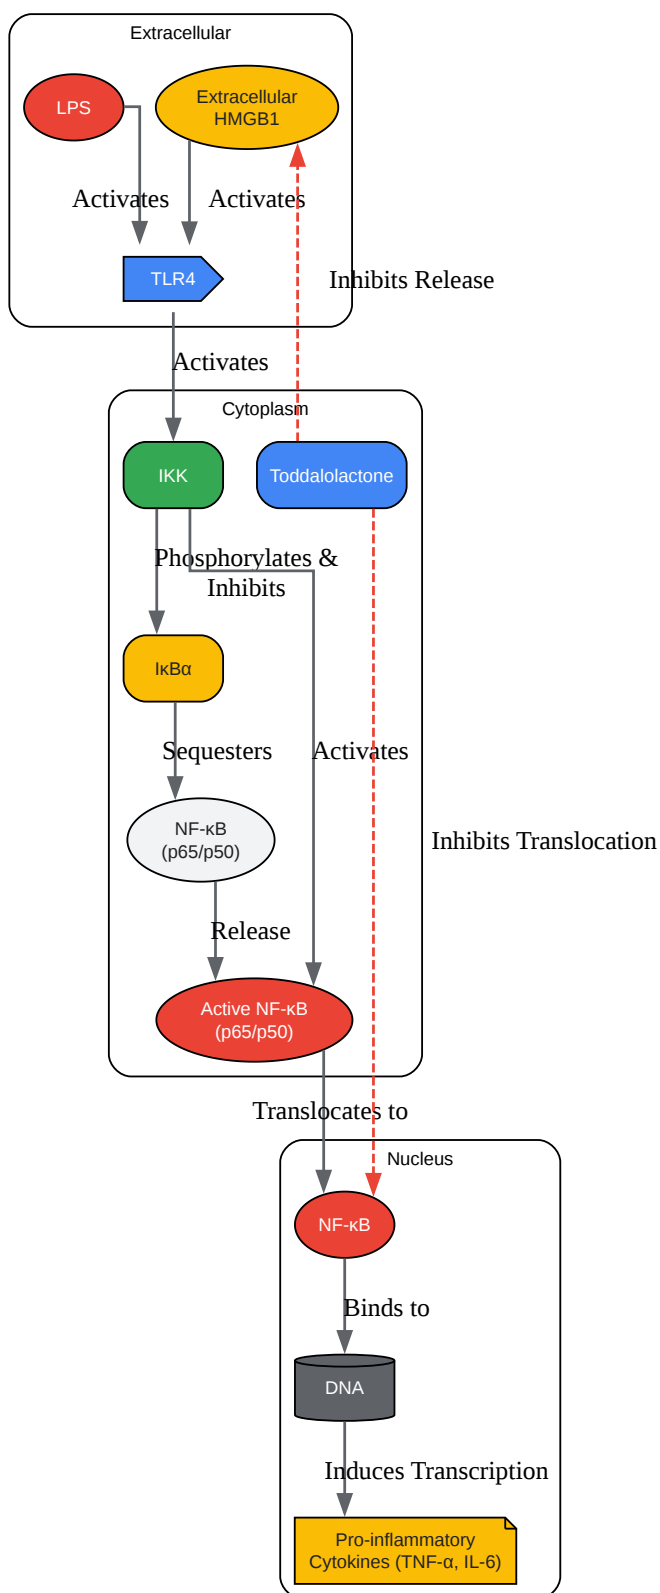 Extracellular
LPS
Extracellular
HMGB1
Activates
Activates
TLR4
Inhibits Release
Activates
Cytoplasm
IKK
Toddalolactone
Phosphorylates &
Inhibits
IκBα
Sequesters
Activates
NF-κB
(p65/p50)
Inhibits Translocation
Release
Active NF-κB
(p65/p50)
Translocates to
Nucleus
NF-κB
Binds to
DNA
Induces Transcription
Pro-inflammatory
Cytokines (TNF-α, IL-6)